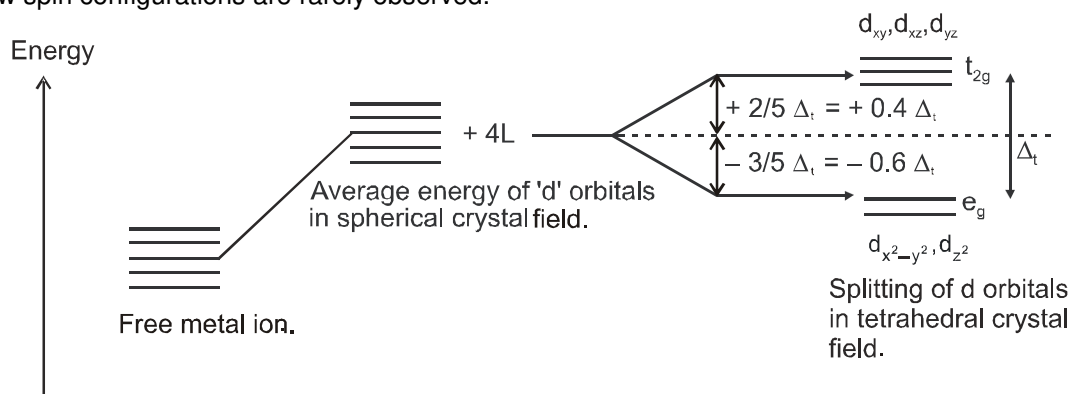 w spin configurations are rarely observed.
Energy
d_xy,d_xz,d_yz
t_2g
+ 2/5 Δ_t = + 0.4 Δ_t
+ 4L
Δ_t
– 3/5 Δ_t = – 0.6 Δ_t
Average energy of 'd' orbitals
in spherical crystal field.
e_g
d_x²–y²,d_z²
Free metal ion.
Splitting of d orbitals
in tetrahedral crystal
field.